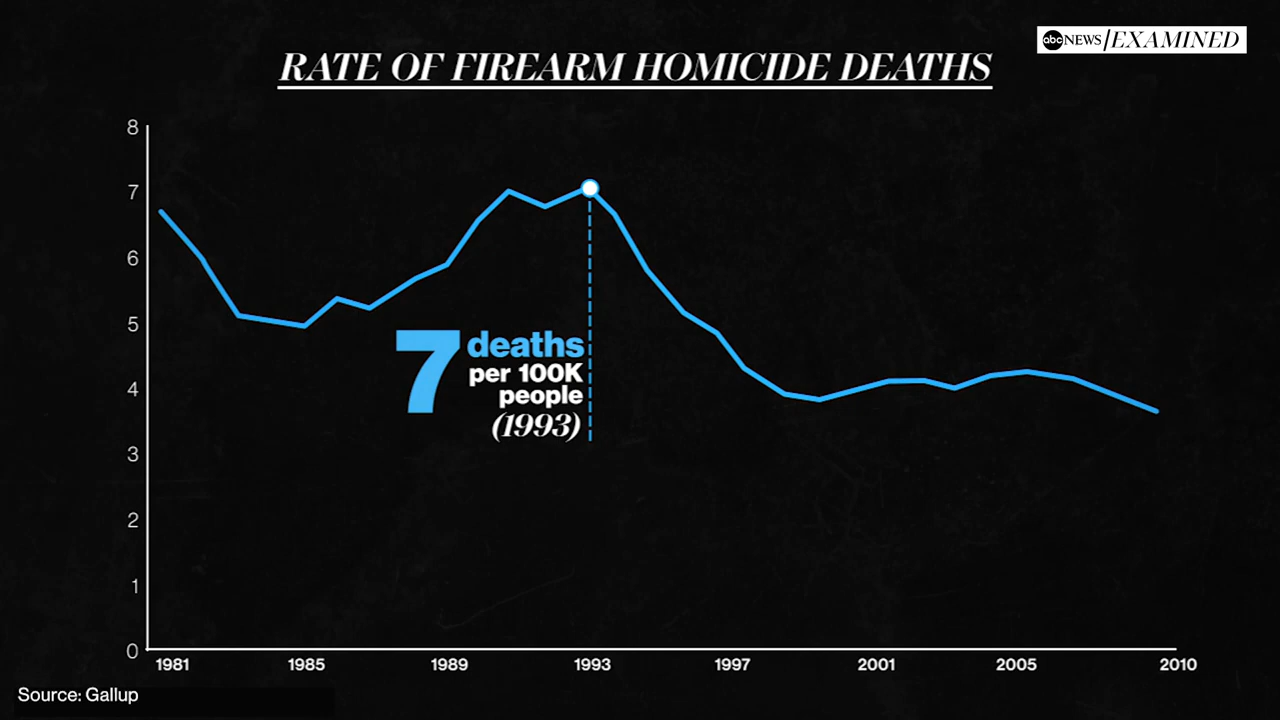 abc NEWS /EXAMINED
RATE OF FIREARM HOMICIDE DEATHS
8
7
6
5
4
3
2
1
0
7 deaths
per 100K
people
(1993)
1981 1985 1989 1993 1997 2001 2005 2010
Source: Gallup